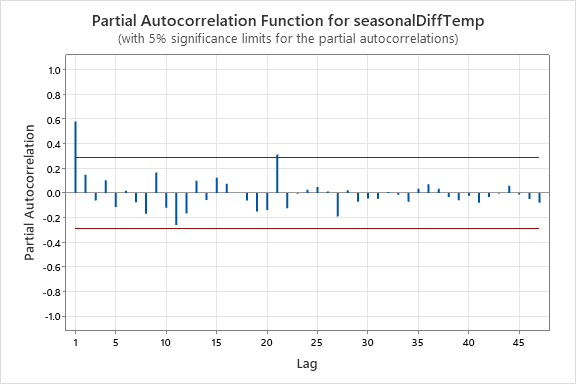 Partial Autocorrelation Function for seasonalDiffTemp
(with 5% significance limits for the partial autocorrelations)
1.0
0.8
0.6
0.4
0.2
0.0
-0.2
-0.4
-0.6
-0.8
-1.0
Partial Autocorrelation
1 5 10 15 20 25 30 35 40 45
Lag